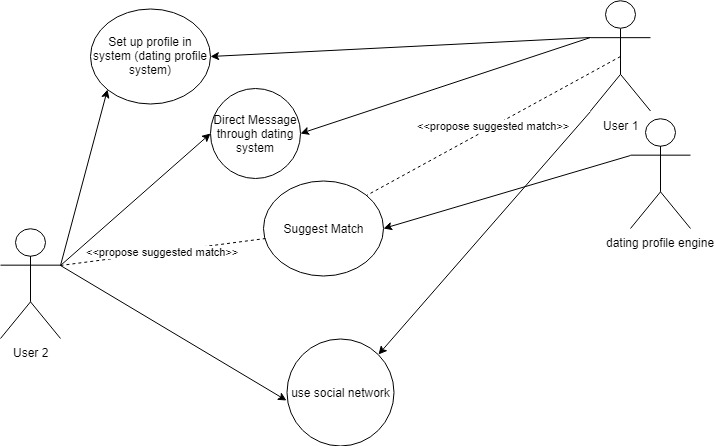 Set up profile in
system (dating profile
system)
Direct Message
through dating
system
<<propose suggested match>>
User 1
Suggest Match
dating profile engine
<<propose suggested match>>
User 2
use social network